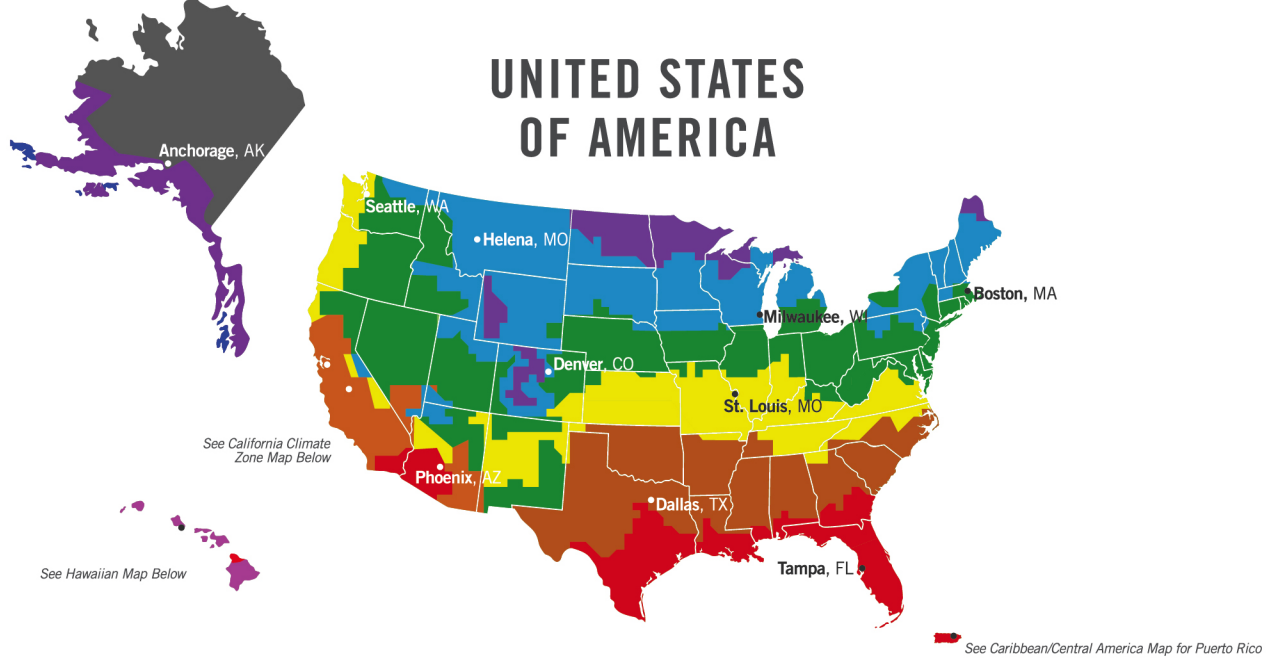 UNITED STATES
OF AMERICA
Anchorage, AK
Seattle, WA
Helena, MO
Boston, MA
Milwaukee, WI
Denver, CO
St. Louis, MO
See California Climate
Zone Map Below
Phoenix, AZ
Dallas, TX
See Hawaiian Map Below
Tampa, FL
See Caribbean/Central America Map for Puerto Rico